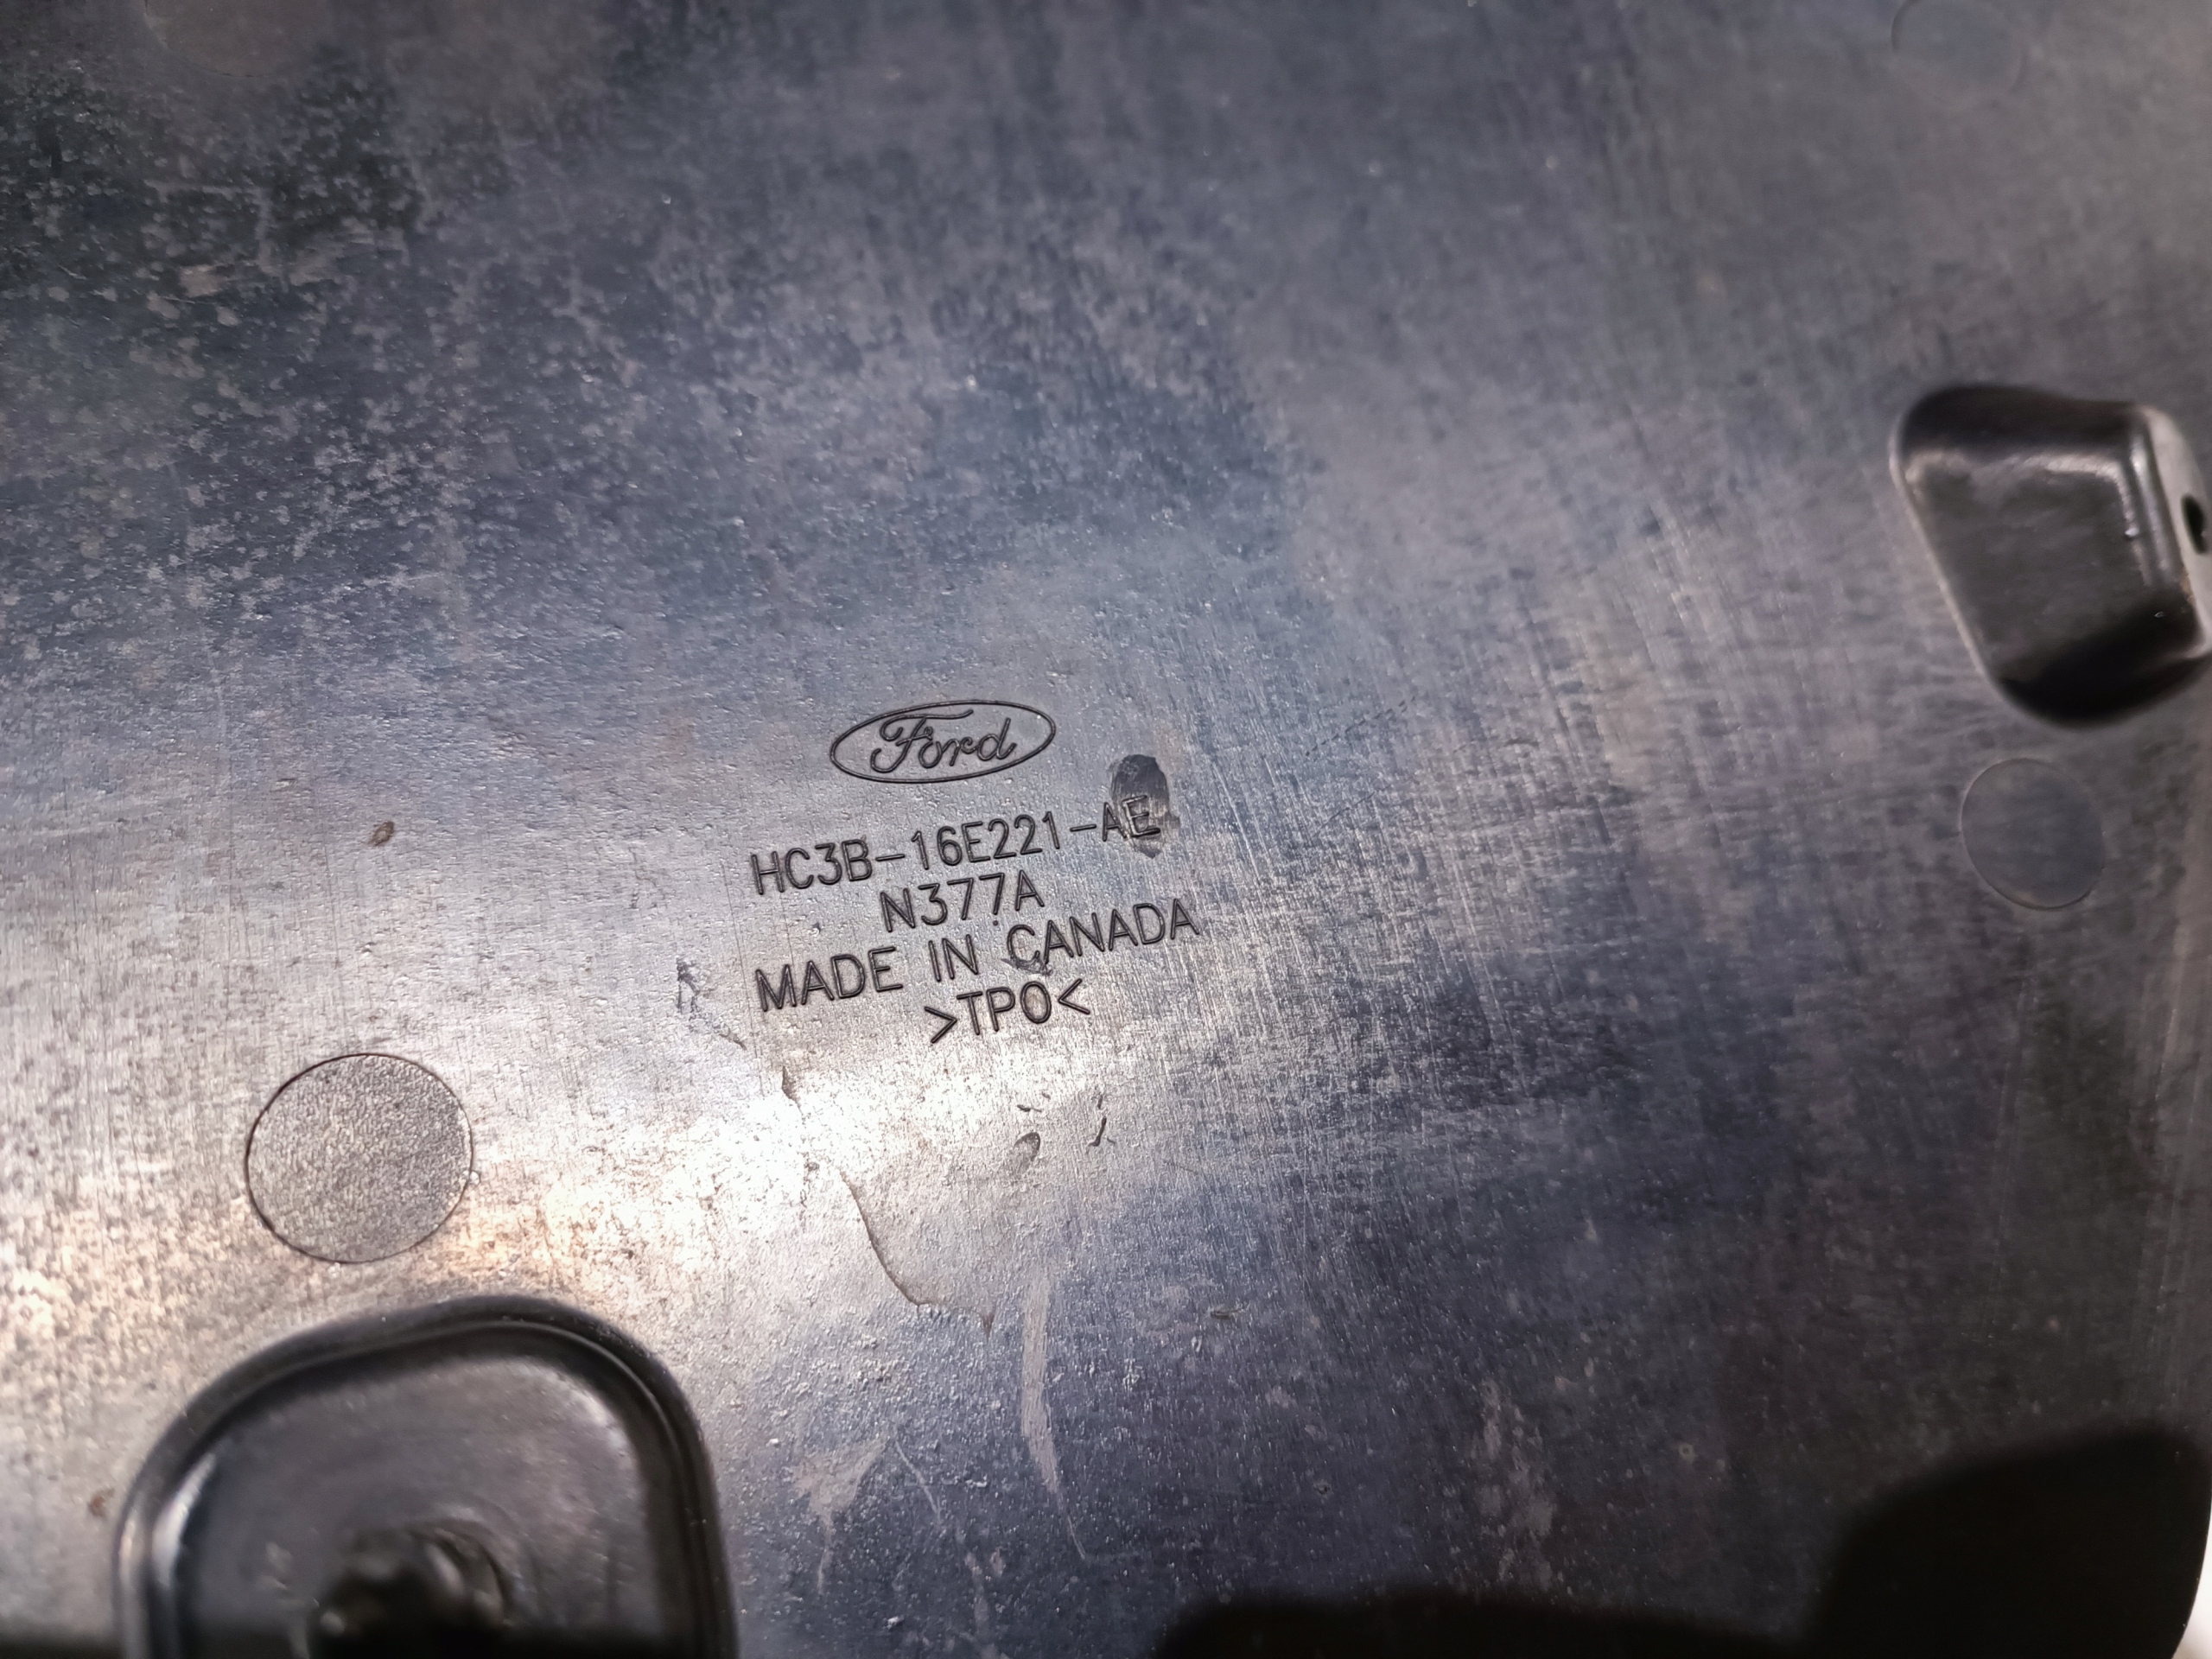 Ford
HC3B-16E221-AE
N377A
MADE IN CANADA
>TPO<